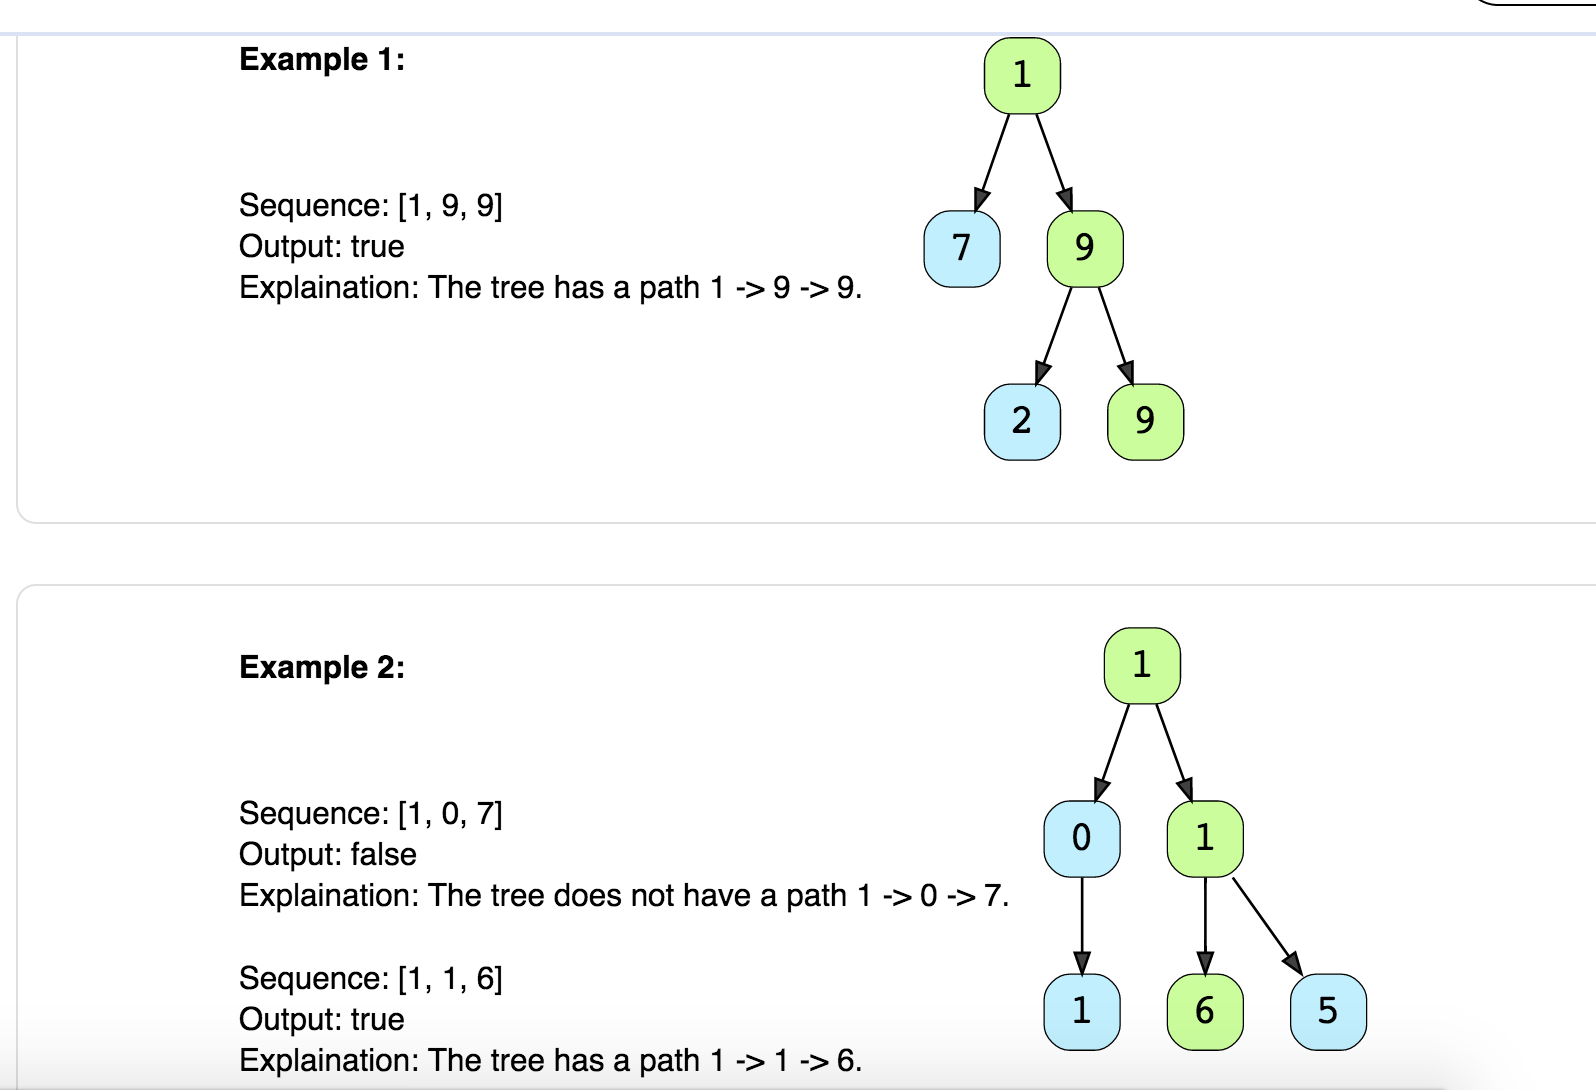 Example 1:
1
Sequence: [1, 9, 9]
Output: true
7 9
Explaination: The tree has a path 1 -> 9 -> 9.
2 9
Example 2:
1
Sequence: [1, 0, 7]
Output: false
0 1
Explaination: The tree does not have a path 1 -> 0 -> 7.
Sequence: [1, 1, 6]
Output: true
1 6 5
Explaination: The tree has a path 1 -> 1 -> 6.